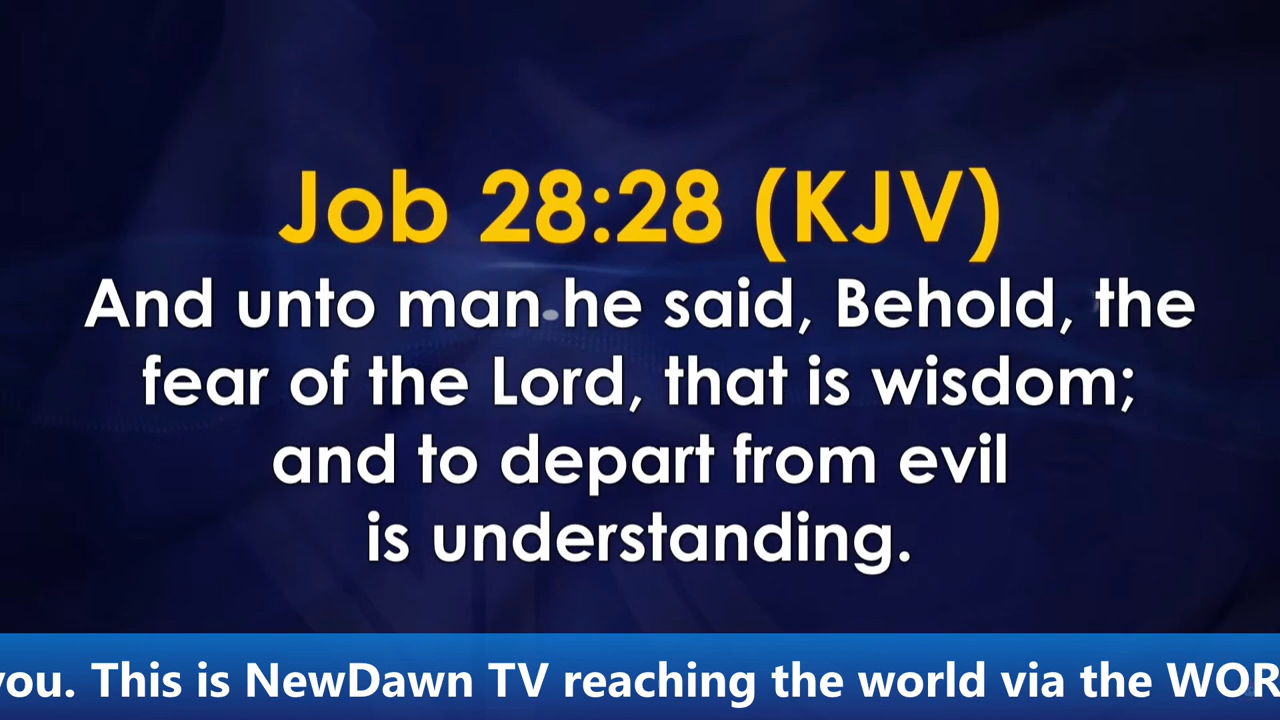 Job 28:28 (KJV)
And unto man he said, Behold, the
fear of the Lord, that is wisdom;
and to depart from evil
is understanding.
you. This is NewDawn TV reaching the world via the WOR